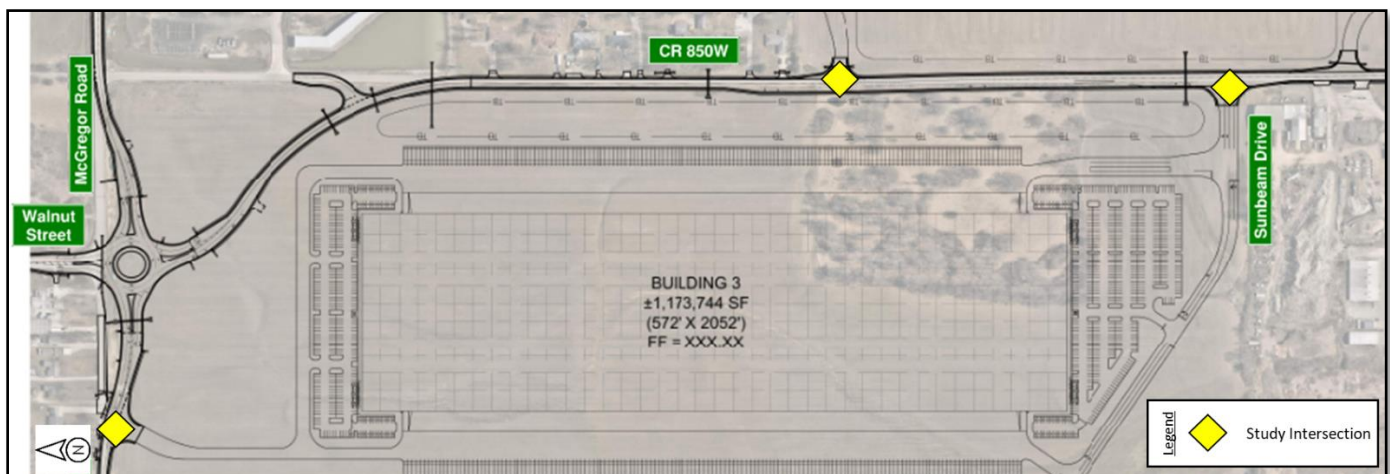 CR 850W
McGregor Road
Walnut
Street
Sunbeam Drive
BUILDING 3
±1,173,744 SF
(572' X 2052')
FF = XXX.XX
N
Legend
Study Intersection